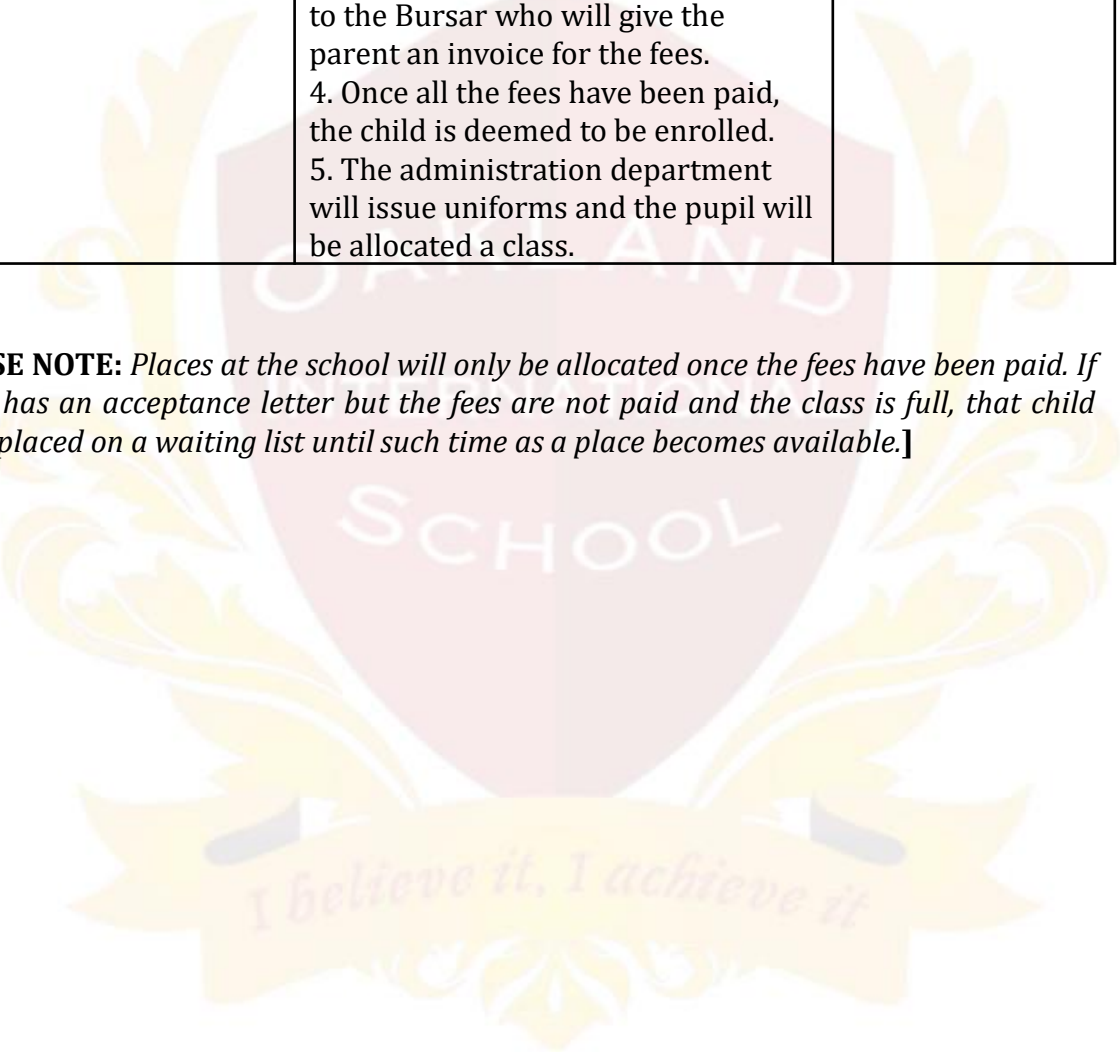 to the Bursar who will give the
parent an invoice for the fees.
4. Once all the fees have been paid,
the child is deemed to be enrolled.
5. The administration department
will issue uniforms and the pupil will
be allocated a class.
SE NOTE: Places at the school will only be allocated once the fees have been paid. If
has an acceptance letter but the fees are not paid and the class is full, that child
placed on a waiting list until such time as a place becomes available.]
OAKLAND
INTERNATIONAL
SCHOOL
I believe it, I achieve it